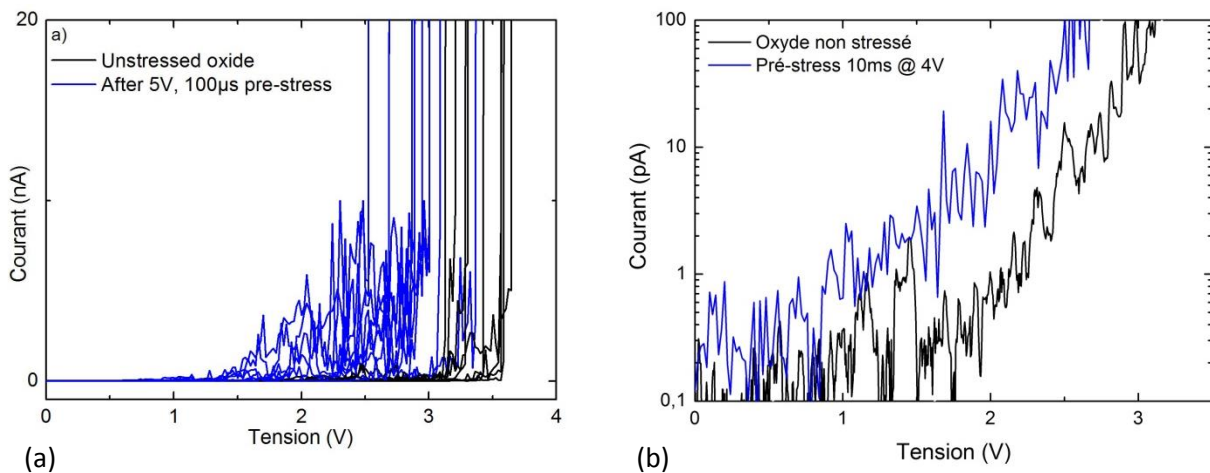 20
a)
Unstressed oxide
After 5V, 100µs pre-stress
Courant (nA)
0
0
1
2
3
4
Tension (V)
(a)
100
Oxyde non stressé
Pré-stress 10ms @ 4V
10
Courant (pA)
1
0,1
0
1
2
3
Tension (V)
(b)